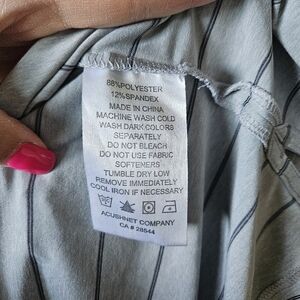 88%POLYESTER
12%SPANDEX
MADE IN CHINA
MACHINE WASH COLD
WASH DARK COLORS
SEPARATELY
DO NOT BLEACH
DO NOT USE FABRIC
SOFTENERS
TUMBLE DRY LOW
REMOVE IMMEDIATELY
COOL IRON IF NECESSARY
ACUSHNET COMPANY
CA # 28544